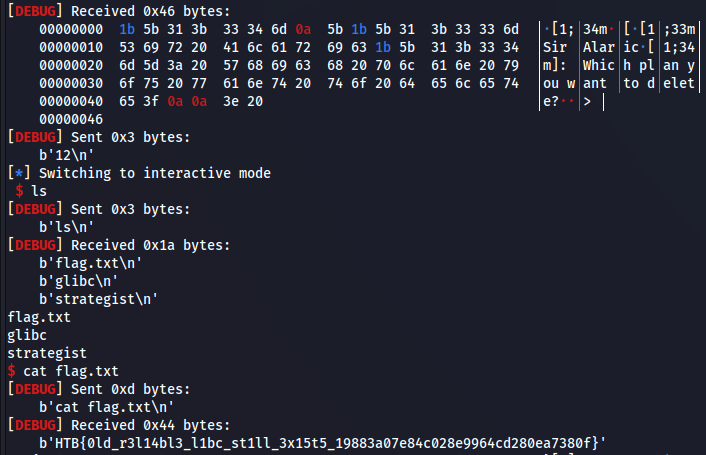 [DEBUG] Received 0x46 bytes:
00000000 1b 5b 31 3b 33 34 6d 0a 5b 1b 5b 31 3b 33 33 6d │·[1;│34m·│[·[1│;33m│
00000010 53 69 72 20 41 6c 61 72 69 63 1b 5b 31 3b 33 34 │Sir │Alar│ic·[│1;34│
00000020 6d 5d 3a 20 57 68 69 63 68 20 70 6c 61 6e 20 79 │m]: │Whic│h pl│an y│
00000030 6f 75 20 77 61 6e 74 20 74 6f 20 64 65 6c 65 74 │ou w│ant │to d│elet│
00000040 65 3f 0a 0a 3e 20 │e?··│> │
00000046
[DEBUG] Sent 0x3 bytes:
b'12\n'
[*] Switching to interactive mode
$ ls
[DEBUG] Sent 0x3 bytes:
b'ls\n'
[DEBUG] Received 0x1a bytes:
b'flag.txt\n'
b'glibc\n'
b'strategist\n'
flag.txt
glibc
strategist
$ cat flag.txt
[DEBUG] Sent 0xd bytes:
b'cat flag.txt\n'
[DEBUG] Received 0x44 bytes:
b'HTB{0ld_r3l14bl3_l1bc_st1ll_3x15t5_19883a07e84c028e9964cd280ea7380f}'